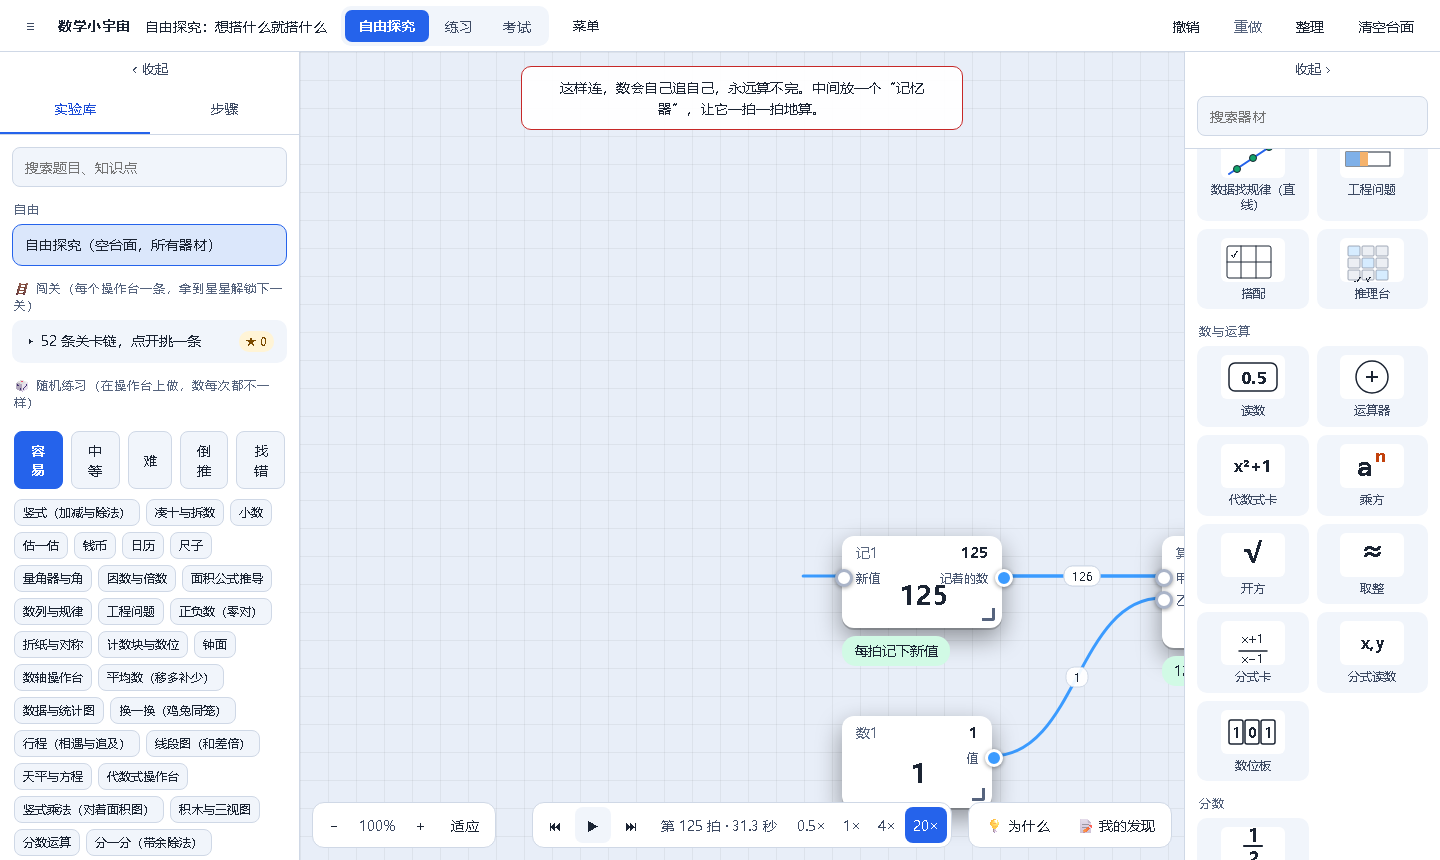 ≡ 数学小宇宙 自由探究：想搭什么就搭什么 自由探究 练习 考试 菜单 撤销 重做 整理 清空台面
‹ 收起
实验库 步骤
搜索题目、知识点
自由
自由探究（空台面，所有器材）
闯关（每个操作台一条，拿到星星解锁下一
关）
‣ 52 条关卡链，点开挑一条 ★ 0
随机练习（在操作台上做，数每次都不一
样）
容易 中等 难 倒推 找错
竖式（加减与除法） 凑十与拆数 小数
估一估 钱币 日历 尺子
量角器与角 因数与倍数 面积公式推导
数列与规律 工程问题 正负数（零对）
折纸与对称 计数块与数位 钟面
数轴操作台 平均数（移多补少）
数据与统计图 换一换（鸡兔同笼）
行程（相遇与追及） 线段图（和差倍）
天平与方程 代数式操作台
竖式乘法（对着面积图） 积木与三视图
分数运算 分一分（带余除法）
这样连，数会自己追自己，永远算不完。中间放一个“记忆
器”，让它一拍一拍地算。
记1 125
新值 记着的数
125
每拍记下新值
126
1
数1 1
值
1
− 100% + 适应
⏮ ▶ ⏭ 第 125 拍 · 31.3 秒 0.5× 1× 4× 20×
为什么 我的发现
收起 ›
搜索器材
数据找规律（直
线）
工程问题
搭配
推理台
数与运算
0.5
读数
+
运算器
x²+1
代数式卡
aⁿ
乘方
√
开方
≈
取整
x+1
x−1
分式卡
x,y
分式读数
1 0 1
数位板
分数
1
2